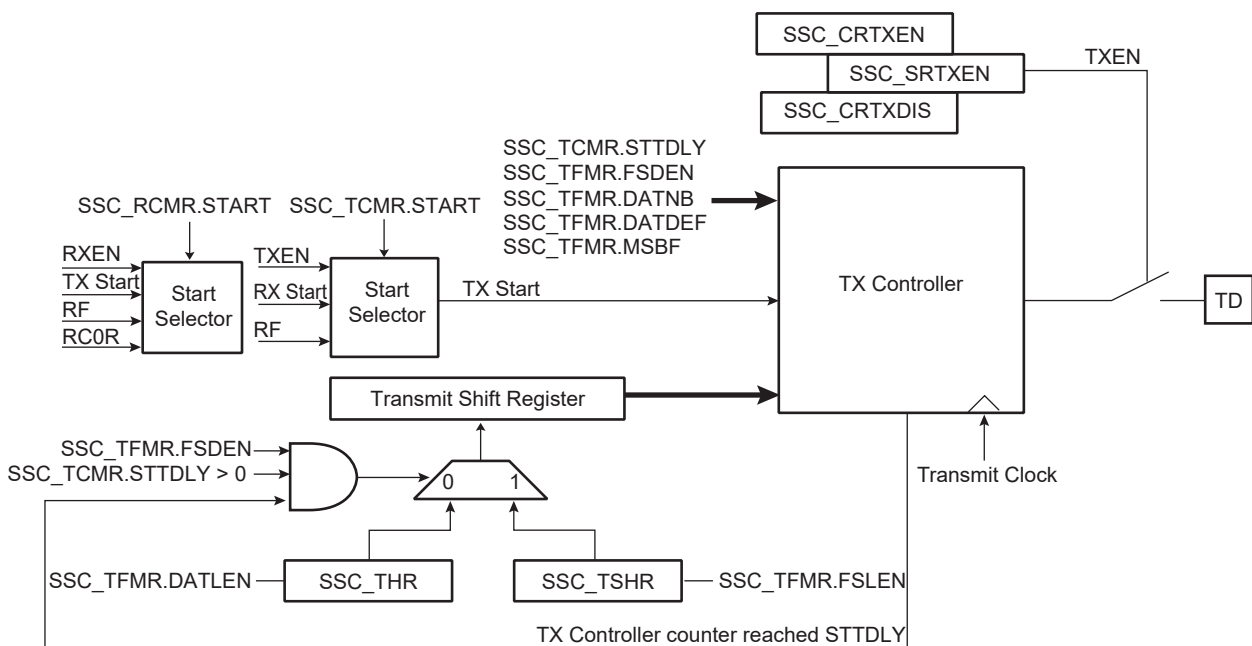 SSC_CRTXEN
SSC_SRTXEN
TXEN
SSC_CRTXDIS
SSC_TCMR.STTDLY
SSC_TFMR.FSDEN
SSC_TFMR.DATNB
SSC_TFMR.DATDEF
SSC_TFMR.MSBF
SSC_RCMR.START
SSC_TCMR.START
RXEN
TX Start
RF
RC0R
Start
Selector
TXEN
RX Start
RF
Start
Selector
TX Start
TX Controller
TD
Transmit Shift Register
SSC_TFMR.FSDEN
SSC_TCMR.STTDLY > 0
0
1
Transmit Clock
SSC_TFMR.DATLEN
SSC_THR
SSC_TSHR
SSC_TFMR.FSLEN
TX Controller counter reached STTDLY